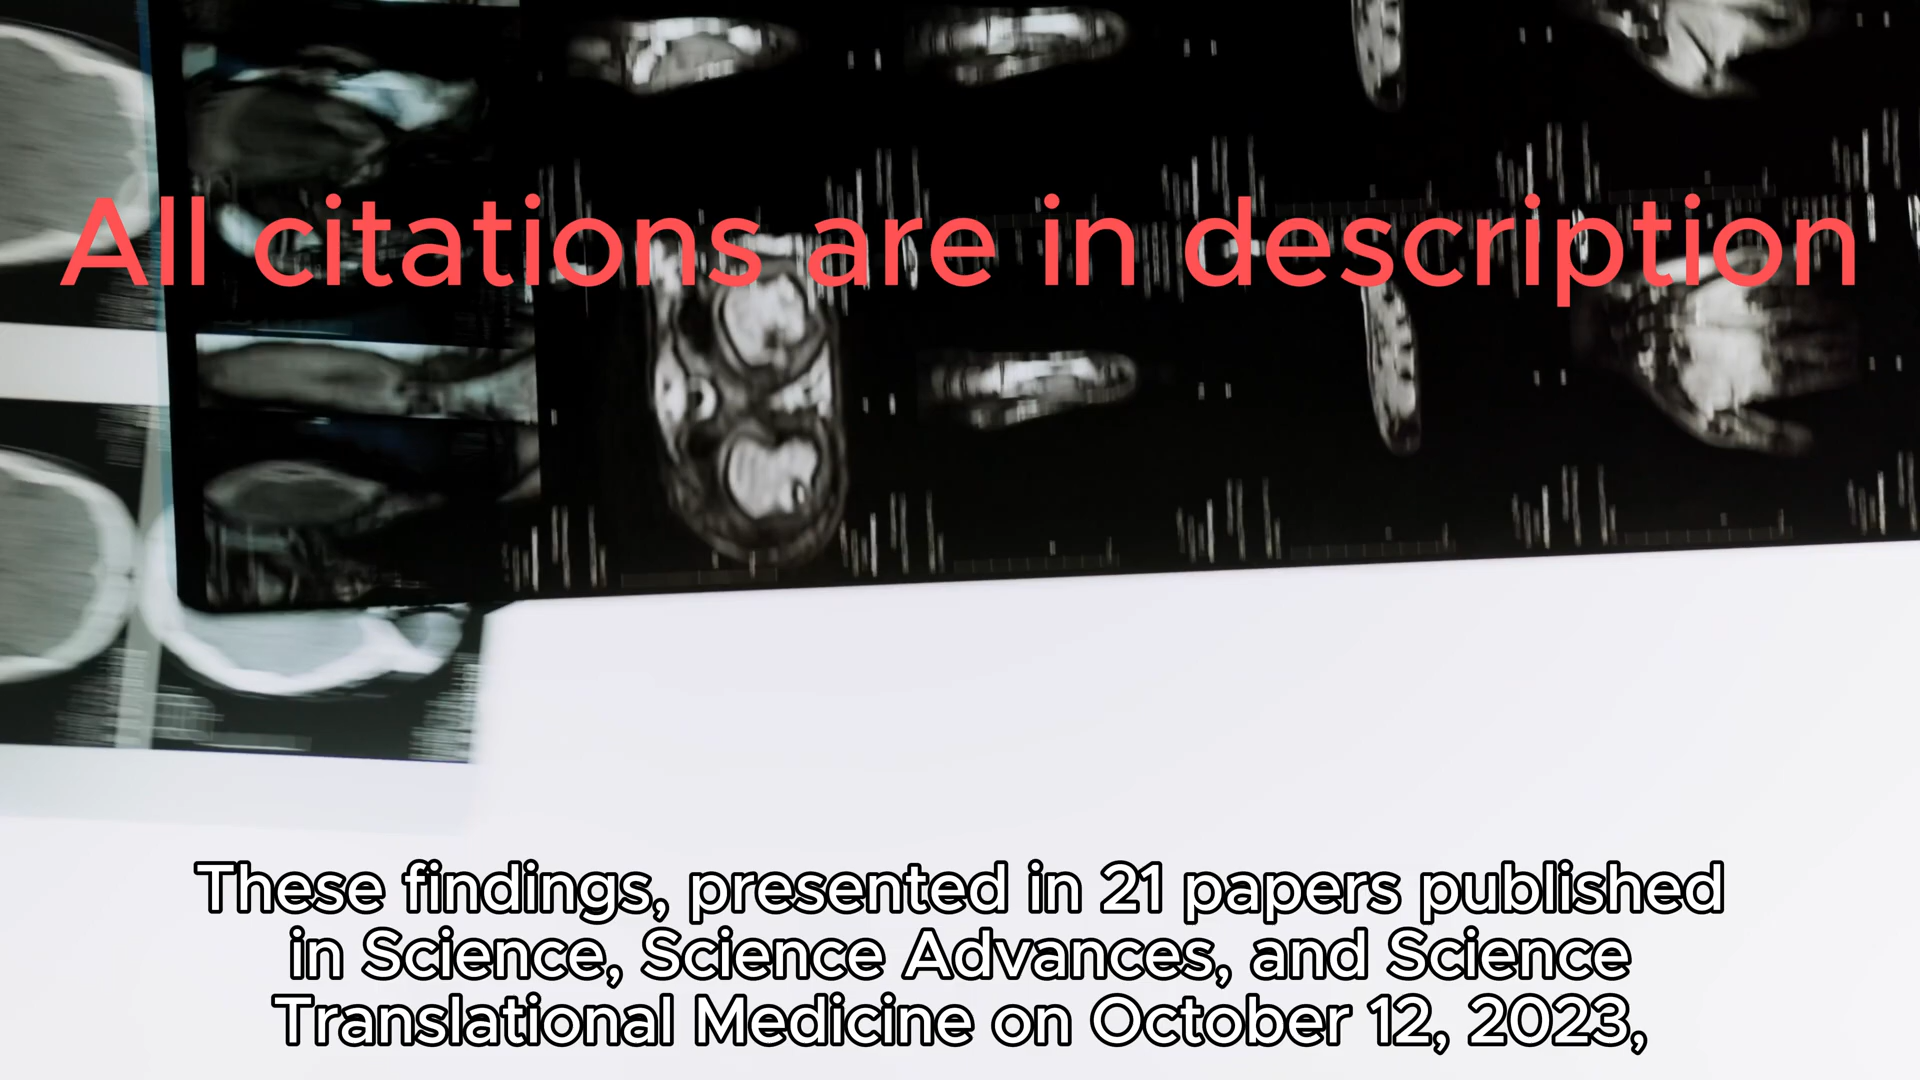 All citations are in description
These findings, presented in 21 papers published
in Science, Science Advances, and Science
Translational Medicine on October 12, 2023,